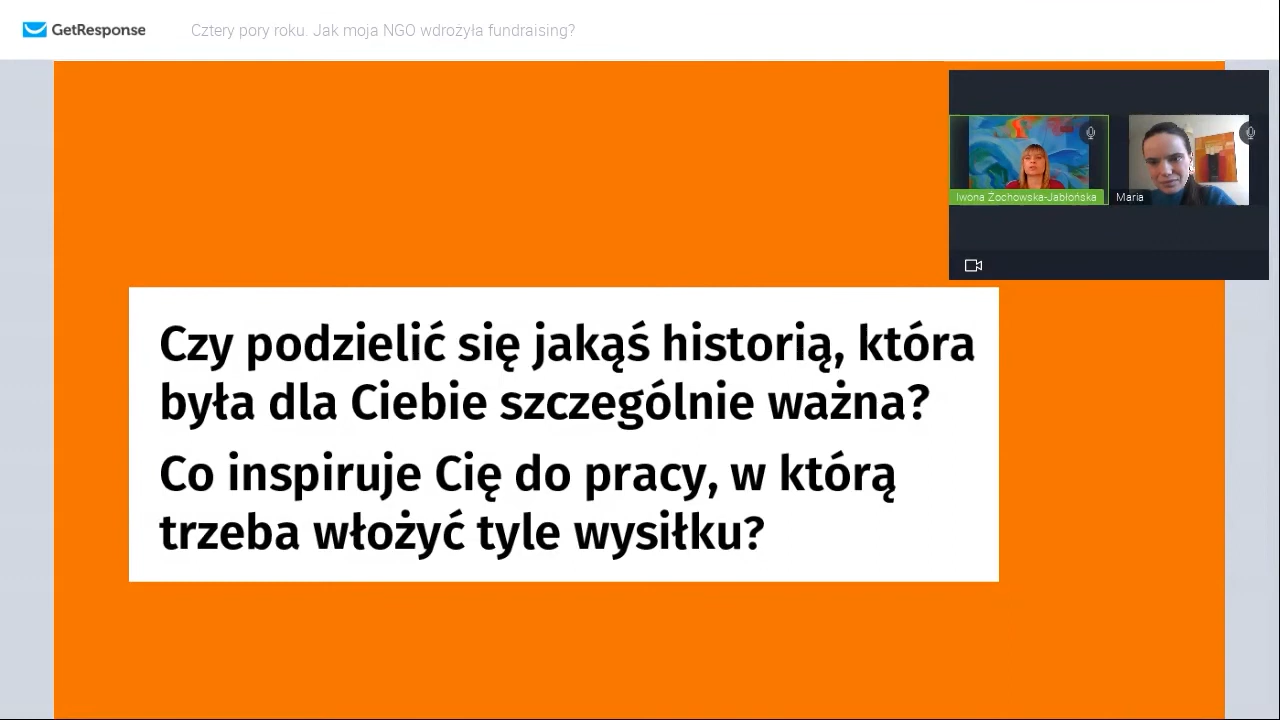 GetResponse
Cztery pory roku. Jak moja NGO wdrożyła fundraising?
Iwona Żochowska-Jabłońska
Maria
Czy podzielić się jakąś historią, która
była dla Ciebie szczególnie ważna?
Co inspiruje Cię do pracy, w którą
trzeba włożyć tyle wysiłku?